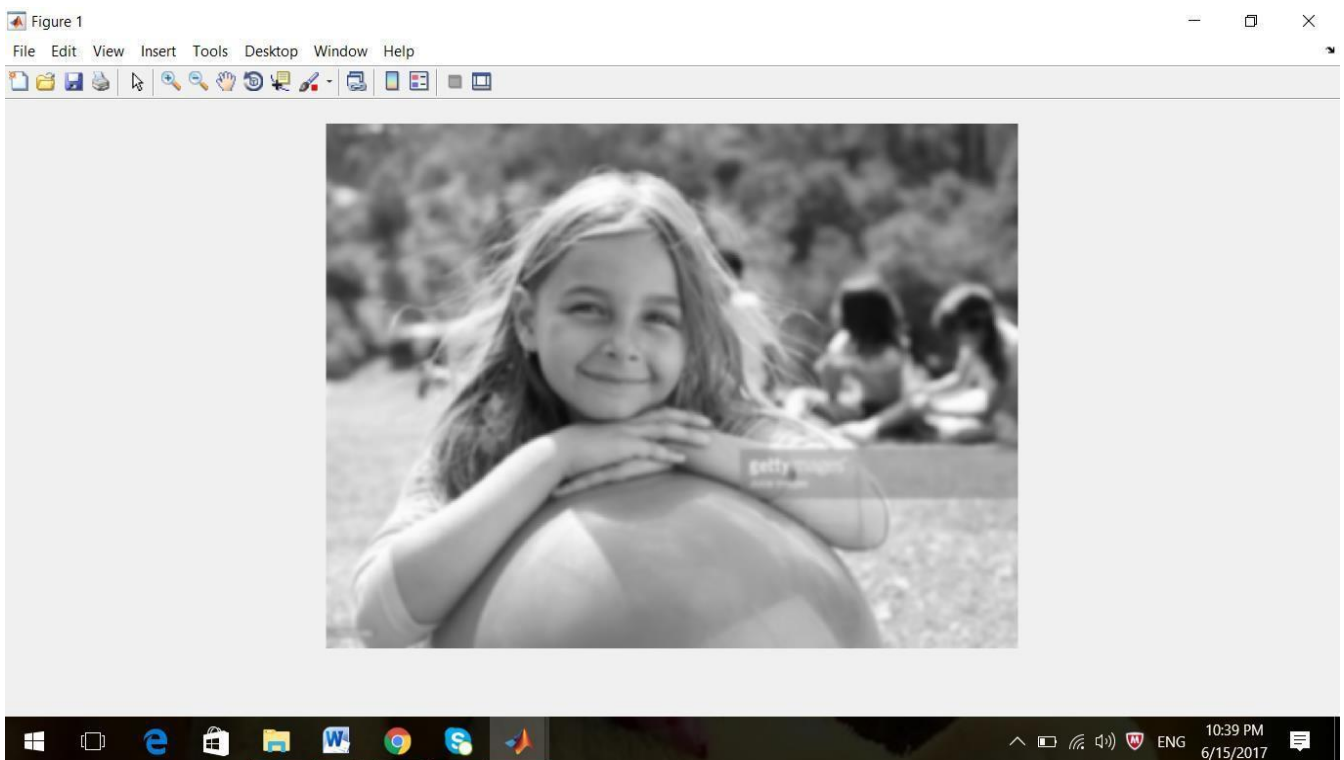 Figure 1
File Edit View Insert Tools Desktop Window Help
gettyimages
W
S
W
ENG
10:39 PM
6/15/2017